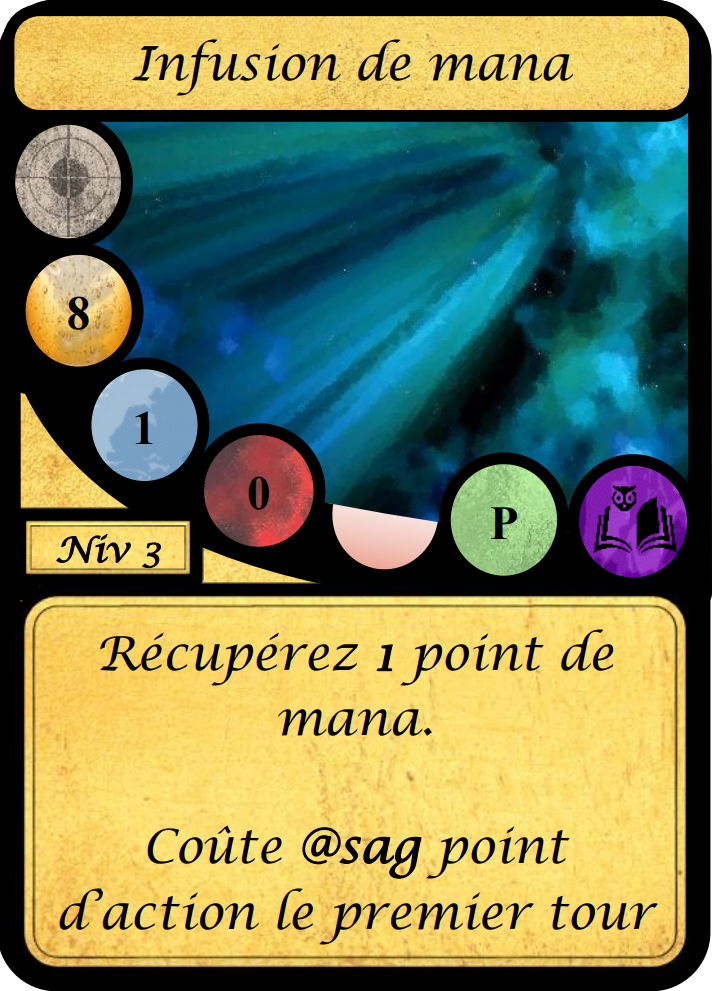 Infusion de mana
8
1
0
P
Niv 3
Récupérez 1 point de
mana.
Coûte @sag point
d'action le premier tour